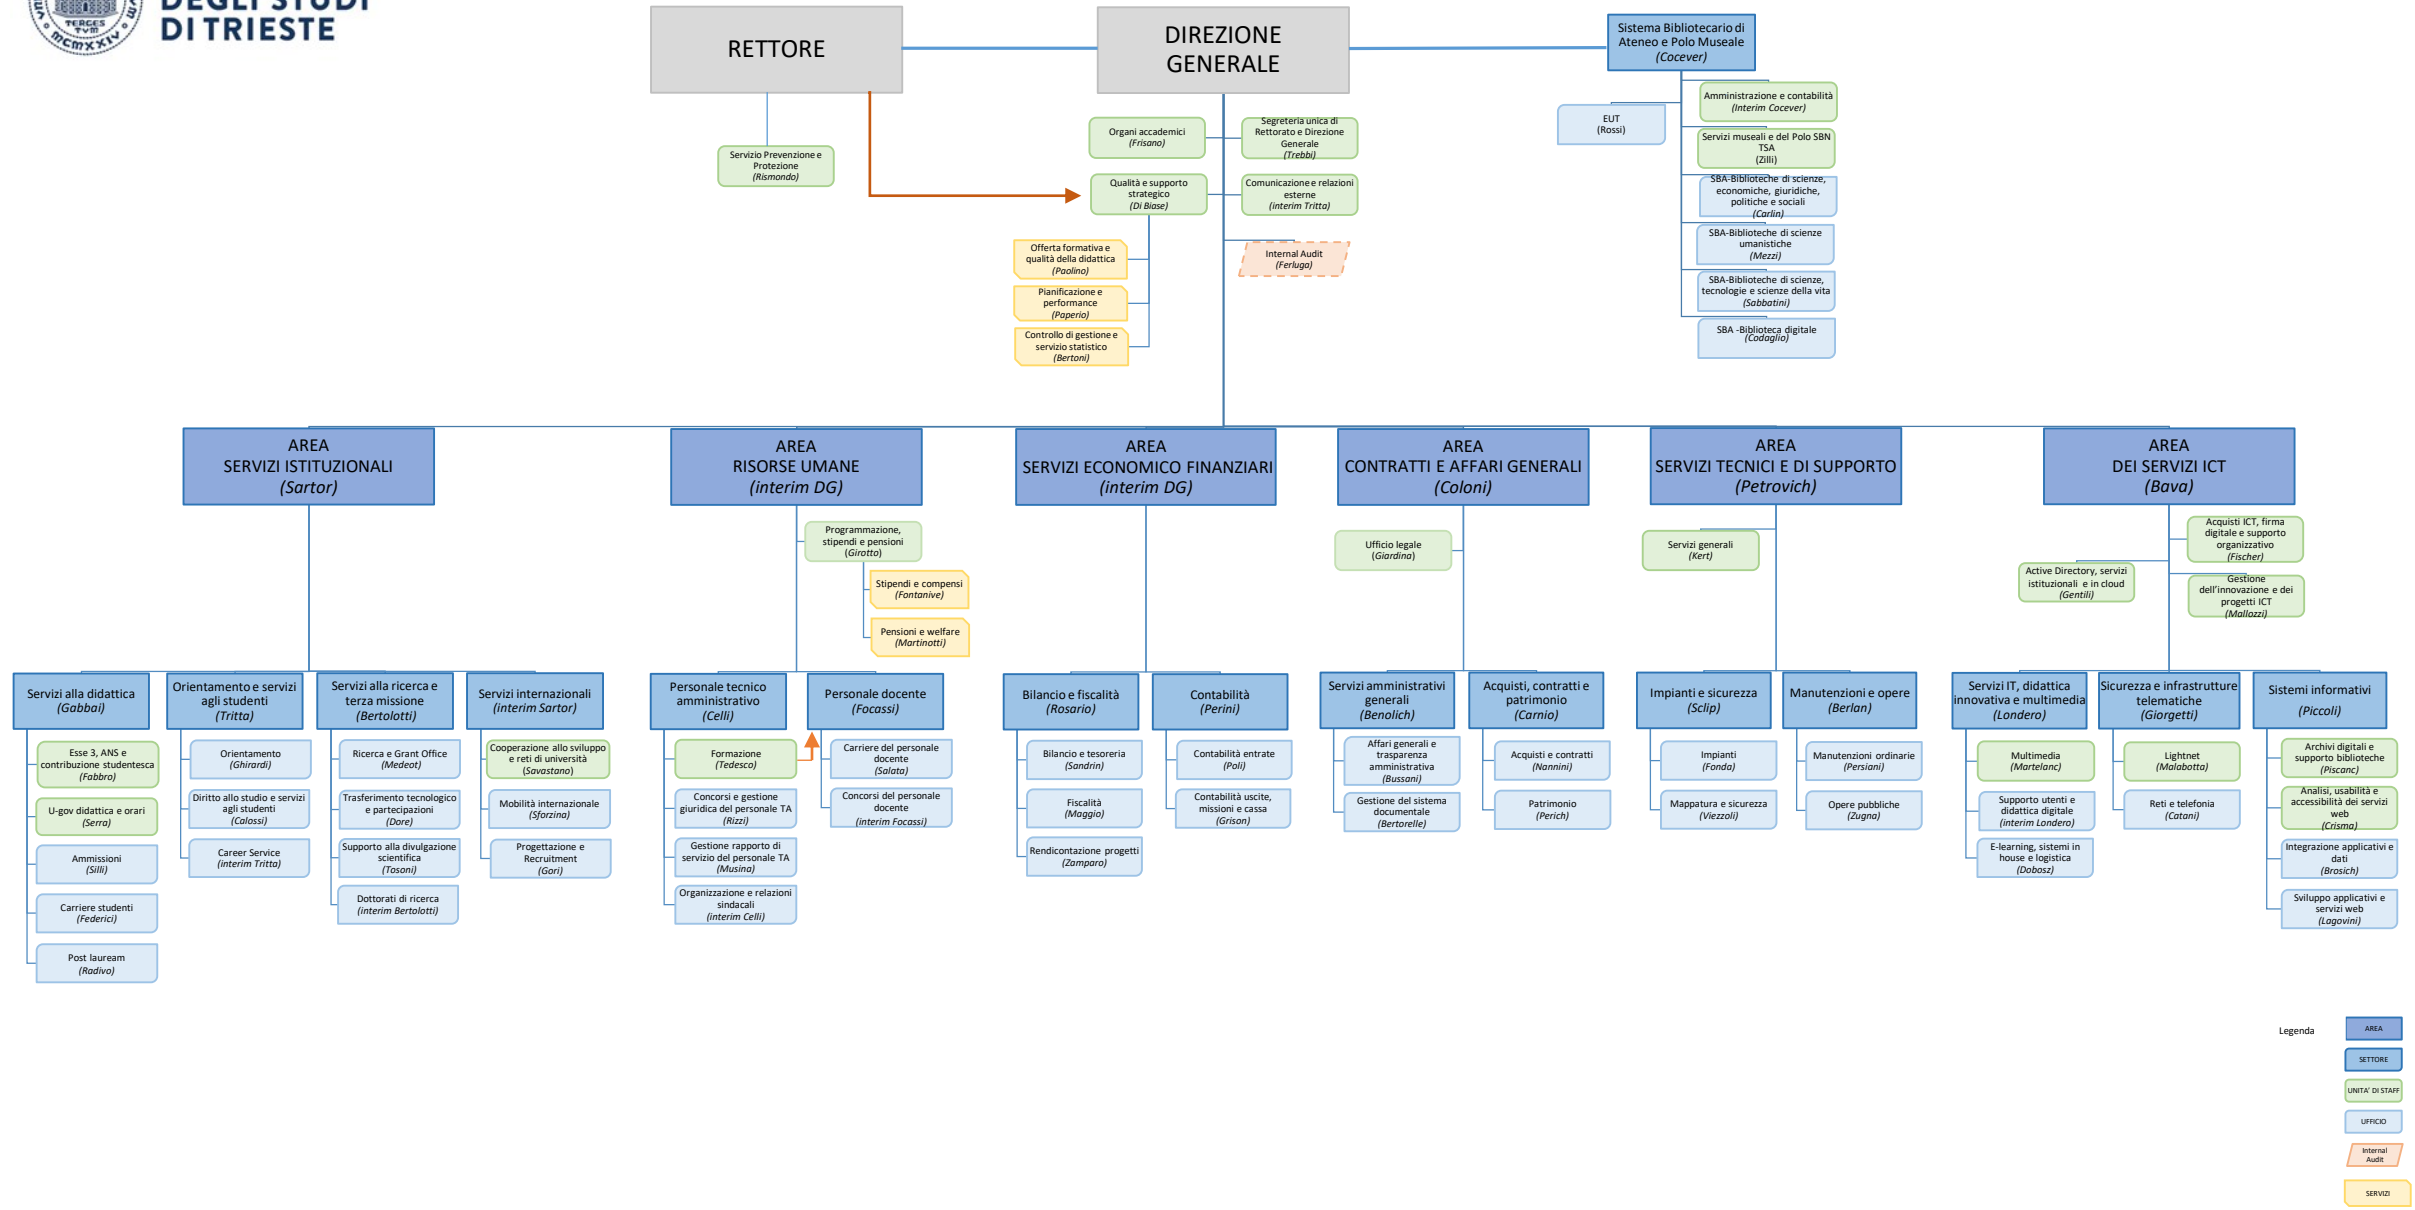 DEGLI STUDI
DI TRIESTE
TERGES
TVM
MCMXXIV
RETTORE
DIREZIONE
GENERALE
Sistema Bibliotecario di
Ateneo e Polo Museale
(Cocever)
Servizio Prevenzione e
Protezione
(Rismondo)
Organi accademici
(Frisano)
Segreteria unica di
Rettorato e Direzione
Generale
(Trebbi)
Qualità e supporto
strategico
(Di Biase)
Comunicazione e relazioni
esterne
(interim Tritta)
Offerta formativa e
qualità della didattica
(Paolino)
Pianificazione e
performance
(Paperio)
Controllo di gestione e
servizio statistico
(Bertoni)
Internal Audit
(Ferluga)
EUT
(Rossi)
Amministrazione e contabilità
(Interim Cocever)
Servizi museali e del Polo SBN
TSA
(Zilli)
SBA-Biblioteche di scienze,
economiche, giuridiche,
politiche e sociali
(Carlin)
SBA-Biblioteche di scienze
umanistiche
(Mezzi)
SBA-Biblioteche di scienze,
tecnologie e scienze della vita
(Sabbatini)
SBA -Biblioteca digitale
(Codaglio)
AREA
SERVIZI ISTITUZIONALI
(Sartor)
AREA
RISORSE UMANE
(interim DG)
AREA
SERVIZI ECONOMICO FINANZIARI
(interim DG)
AREA
CONTRATTI E AFFARI GENERALI
(Coloni)
AREA
SERVIZI TECNICI E DI SUPPORTO
(Petrovich)
AREA
DEI SERVIZI ICT
(Bava)
Programmazione,
stipendi e pensioni
(Girotto)
Stipendi e compensi
(Fontanive)
Pensioni e welfare
(Martinotti)
Ufficio legale
(Giardina)
Servizi generali
(Kert)
Acquisti ICT, firma
digitale e supporto
organizzativo
(Fischer)
Active Directory, servizi
istituzionali e in cloud
(Gentili)
Gestione
dell'innovazione e dei
progetti ICT
(Mallozzi)
Servizi alla didattica
(Gabbai)
Esse 3, ANS e
contribuzione studentesca
(Fabbro)
U-gov didattica e orari
(Serra)
Ammissioni
(Silli)
Carriere studenti
(Federici)
Post lauream
(Radivo)
Orientamento e servizi
agli studenti
(Tritta)
Orientamento
(Ghirardi)
Diritto allo studio e servizi
agli studenti
(Calossi)
Career Service
(interim Tritta)
Servizi alla ricerca e
terza missione
(Bertolotti)
Ricerca e Grant Office
(Medeot)
Trasferimento tecnologico
e partecipazioni
(Dore)
Supporto alla divulgazione
scientifica
(Tosoni)
Dottorati di ricerca
(interim Bertolotti)
Servizi internazionali
(interim Sartor)
Cooperazione allo sviluppo
e reti di università
(Savastano)
Mobilità internazionale
(Sforzina)
Progettazione e
Recruitment
(Gori)
Personale tecnico
amministrativo
(Celli)
Formazione
(Tedesco)
Concorsi e gestione
giuridica del personale TA
(Rizzi)
Gestione rapporto di
servizio del personale TA
(Musina)
Organizzazione e relazioni
sindacali
(interim Celli)
Personale docente
(Focassi)
Carriere del personale
docente
(Salata)
Concorsi del personale
docente
(interim Focassi)
Bilancio e fiscalità
(Rosario)
Bilancio e tesoreria
(Sandrin)
Fiscalità
(Maggio)
Rendicontazione progetti
(Zamparo)
Contabilità
(Perini)
Contabilità entrate
(Poli)
Contabilità uscite,
missioni e cassa
(Grison)
Servizi amministrativi
generali
(Benolich)
Affari generali e
trasparenza
amministrativa
(Bussani)
Gestione del sistema
documentale
(Bertorelle)
Acquisti, contratti e
patrimonio
(Carnio)
Acquisti e contratti
(Nannini)
Patrimonio
(Perich)
Impianti e sicurezza
(Sclip)
Impianti
(Fonda)
Mappatura e sicurezza
(Viezzoli)
Manutenzioni e opere
(Berlan)
Manutenzioni ordinarie
(Persiani)
Opere pubbliche
(Zugna)
Servizi IT, didattica
innovativa e multimedia
(Londero)
Multimedia
(Martelanc)
Supporto utenti e
didattica digitale
(interim Londero)
E-learning, sistemi in
house e logistica
(Dobosz)
Sicurezza e infrastrutture
telematiche
(Giorgetti)
Lightnet
(Malabotta)
Reti e telefonia
(Catani)
Sistemi informativi
(Piccoli)
Archivi digitali e
supporto biblioteche
(Piscanc)
Analisi, usabilità e
accessibilità dei servizi
web
(Crisma)
Integrazione applicativi e
dati
(Brosich)
Sviluppo applicativi e
servizi web
(Lagovini)
Legenda
AREA
SETTORE
UNITA' DI STAFF
UFFICIO
Internal
Audit
SERVIZI